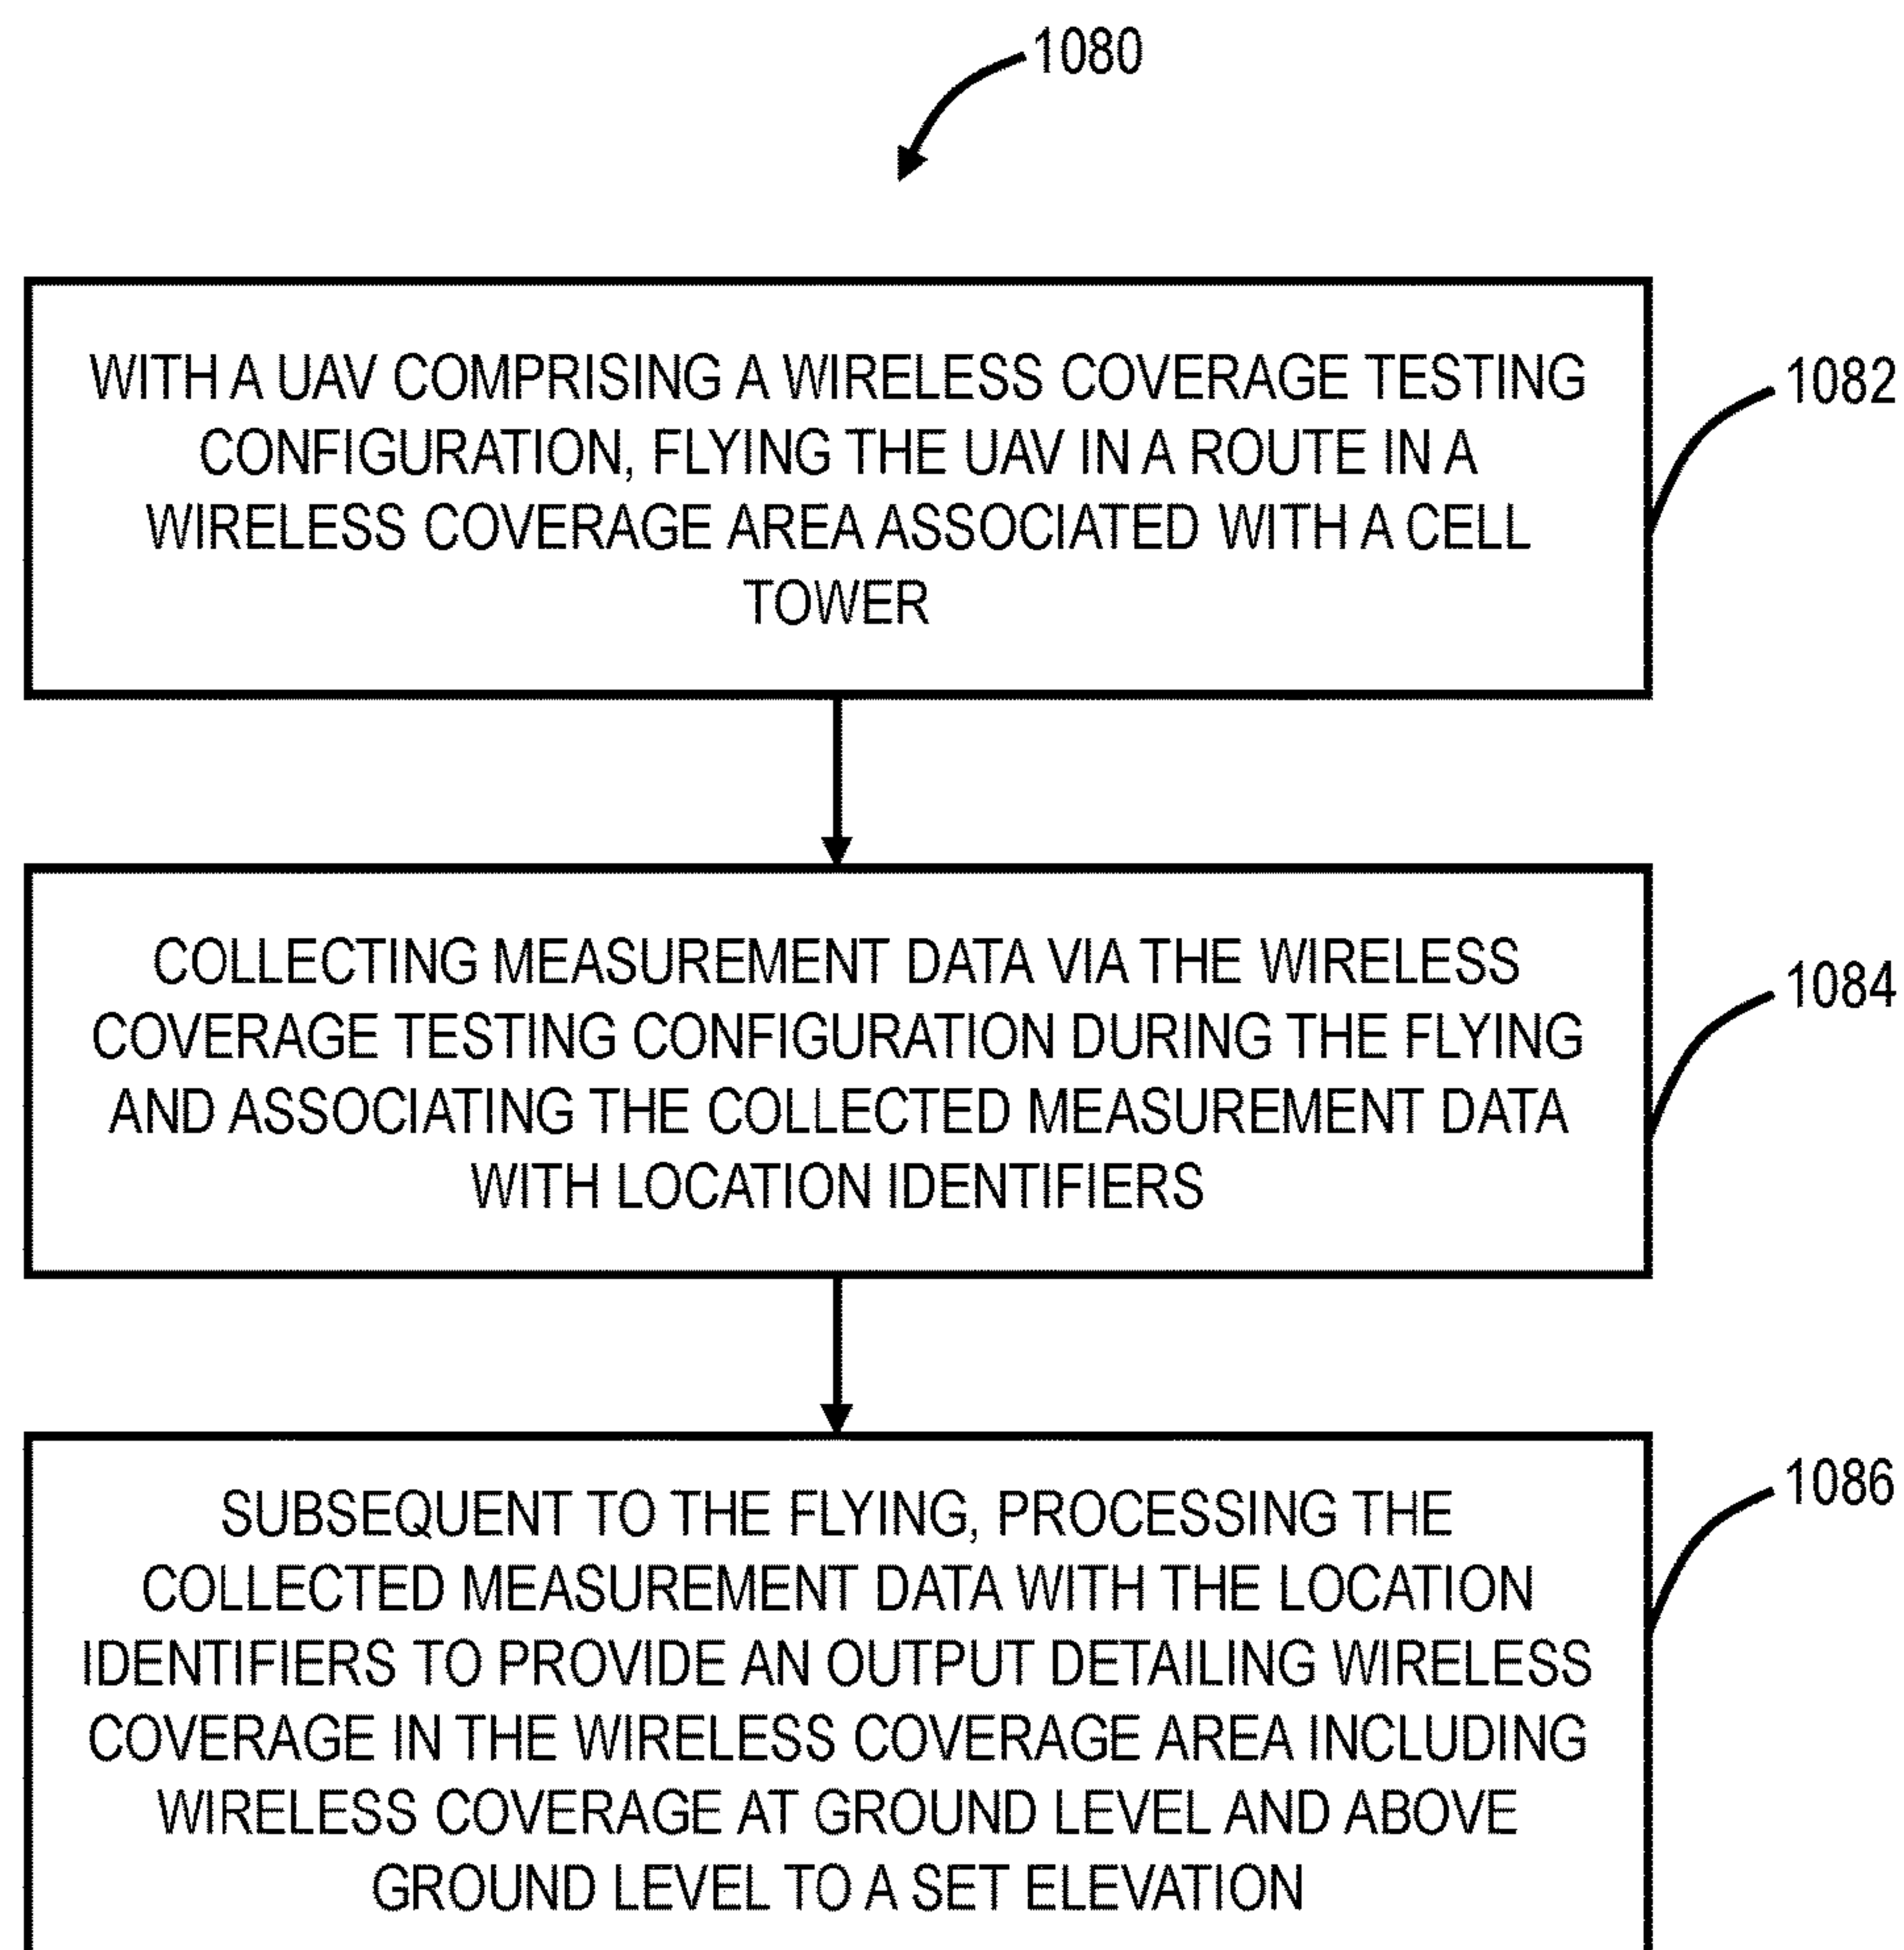 1080
WITH A UAV COMPRISING A WIRELESS COVERAGE TESTING
CONFIGURATION, FLYING THE UAV IN A ROUTE IN A
WIRELESS COVERAGE AREA ASSOCIATED WITH A CELL
TOWER
1082
COLLECTING MEASUREMENT DATA VIA THE WIRELESS
COVERAGE TESTING CONFIGURATION DURING THE FLYING
AND ASSOCIATING THE COLLECTED MEASUREMENT DATA
WITH LOCATION IDENTIFIERS
1084
SUBSEQUENT TO THE FLYING, PROCESSING THE
COLLECTED MEASUREMENT DATA WITH THE LOCATION
IDENTIFIERS TO PROVIDE AN OUTPUT DETAILING WIRELESS
COVERAGE IN THE WIRELESS COVERAGE AREA INCLUDING
WIRELESS COVERAGE AT GROUND LEVEL AND ABOVE
GROUND LEVEL TO A SET ELEVATION
1086